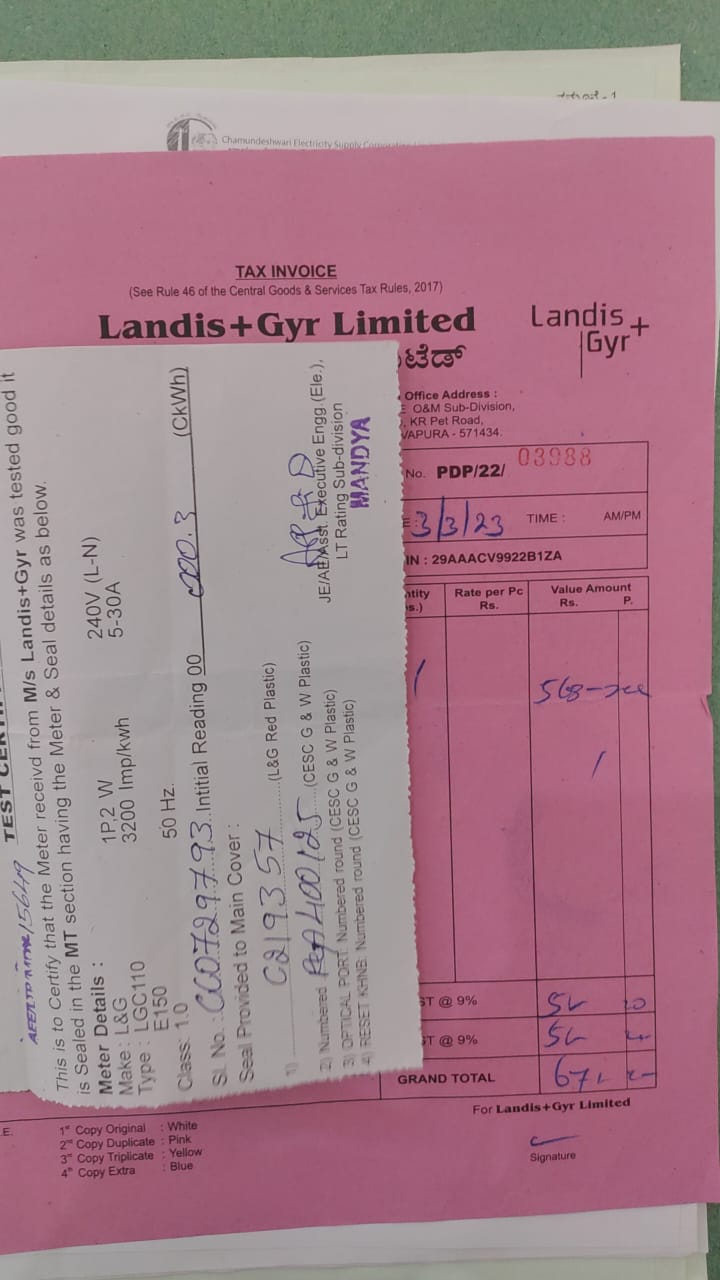 Chamundeshwari Electricity Supply
TAX INVOICE
(See Rule 46 of the Central Goods & Services Tax Rules, 2017)
Landis+Gyr Limited
Landis
Gyr+
ಟೆಡ್
Office Address :
O&M Sub-Division,
KR Pet Road,
VAPURA - 571434.
No. PDP/22/ 03988
3/3/23 TIME : AM/PM
IN : 29AAACV9922B1ZA
ntity Rate per Pc Value Amount
s.) Rs. Rs. P.
1 568
ST @ 9%
ST @ 9%
GRAND TOTAL
For Landis+Gyr Limited
Signature
1st Copy Original : White
2nd Copy Duplicate : Pink
3rd Copy Triplicate : Yellow
4th Copy Extra : Blue
TEST CERTI
15649
This is to Certify that the Meter receivd from M/s Landis+Gyr was tested good it
is Sealed in the MT section having the Meter & Seal details as below.
Meter Details : 1P,2 W 240V (L-N)
Make : L&G 3200 Imp/kwh 5-30A
Type : LGC110
E150 50 Hz.
Class: 1.0
Sl. No. : Intitial Reading 00 (CkWh)
Seal Provided to Main Cover :
1) C219357 (L&G Red Plastic)
2) Numbered (CESC G & W Plastic)
3) OPTICAL PORT: Numbered round (CESC G & W Plastic)
4) RESET KHNB: Numbered round (CESC G & W Plastic)
JE/AE/Asst. Executive Engg.(Ele.),
LT Rating Sub-division
MANDYA